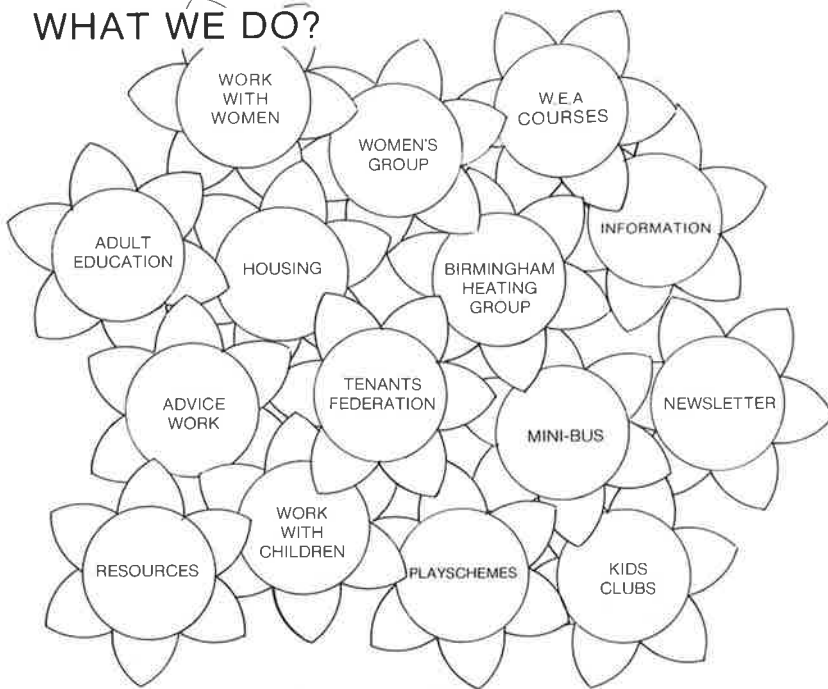 WHAT WE DO?
WORK
WITH
WOMEN
WOMEN'S
GROUP
W.E.A
COURSES
ADULT
EDUCATION
HOUSING
BIRMINGHAM
HEATING
GROUP
INFORMATION
ADVICE
WORK
TENANTS
FEDERATION
MINI-BUS
NEWSLETTER
RESOURCES
WORK
WITH
CHILDREN
PLAYSCHEMES
KIDS
CLUBS